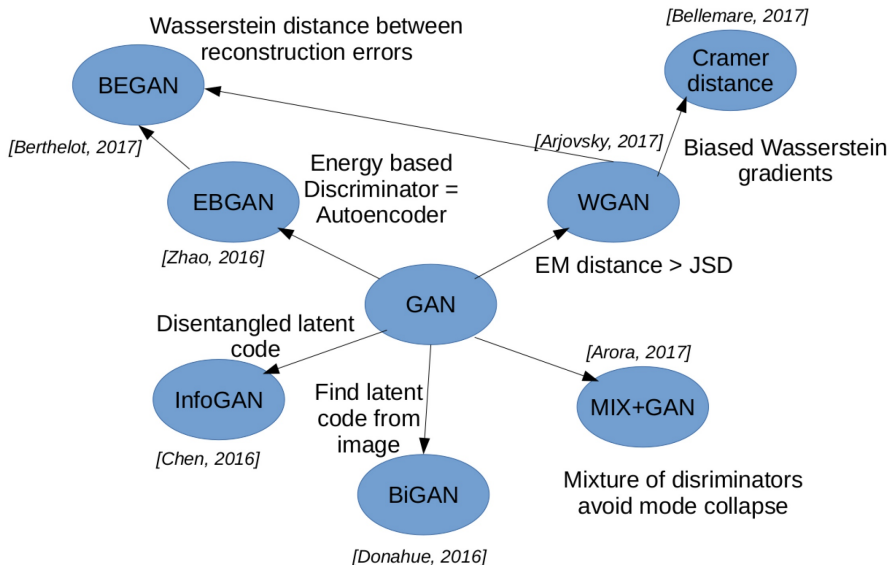 Wasserstein distance between
reconstruction errors
[Bellemare, 2017]
Cramer
distance
BEGAN
[Berthelot, 2017]
[Arjovsky, 2017]
Biased Wasserstein
gradients
Energy based
Discriminator =
Autoencoder
EBGAN
WGAN
[Zhao, 2016]
EM distance > JSD
GAN
Disentangled latent
code
[Arora, 2017]
InfoGAN
Find latent
code from
image
MIX+GAN
[Chen, 2016]
BiGAN
Mixture of disriminators
avoid mode collapse
[Donahue, 2016]